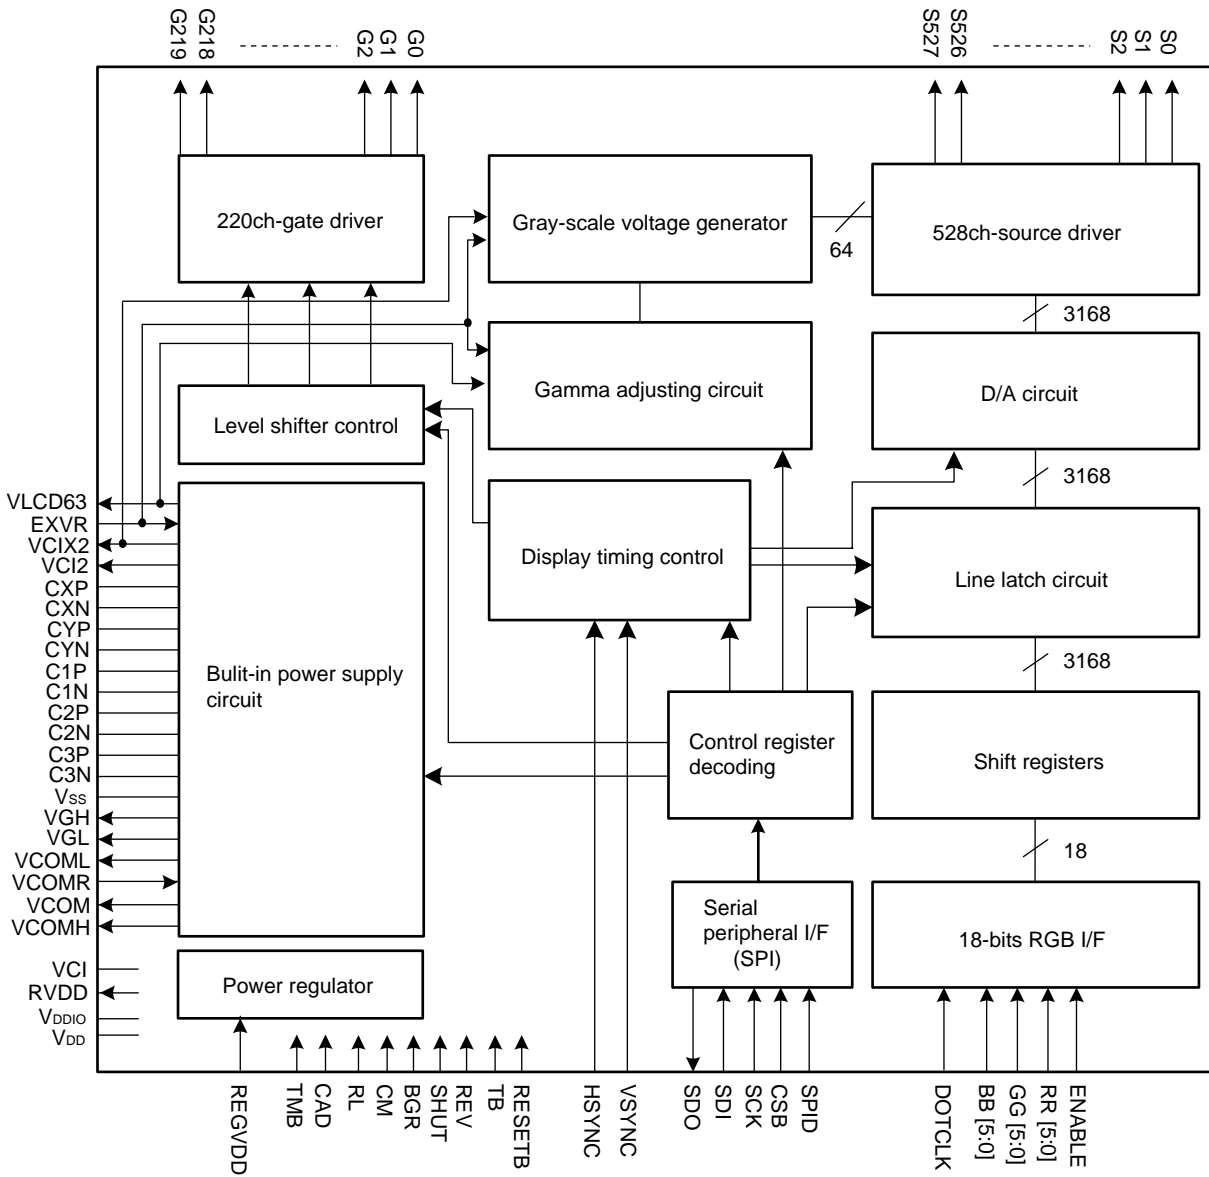 G219
G218
G2
G1
G0
S527
S526
S2
S1
S0
220ch-gate driver
Gray-scale voltage generator
64
528ch-source driver
3168
Gamma adjusting circuit
D/A circuit
Level shifter control
3168
VLCD63
EXVR
VCIX2
VCI2
CXP
CXN
CYP
CYN
C1P
C1N
C2P
C2N
C3P
C3N
VSS
VGH
VGL
VCOML
VCOMR
VCOM
VCOMH
VCI
RVDD
VDDIO
VDD
Display timing control
Line latch circuit
3168
Bulit-in power supply
circuit
Control register
decoding
Shift registers
18
Serial
peripheral I/F
(SPI)
18-bits RGB I/F
Power regulator
REGVDD
TMB
CAD
RL
CM
BGR
SHUT
REV
TB
RESETB
HSYNC
VSYNC
SDO
SDI
SCK
CSB
SPID
DOTCLK
BB [5:0]
GG [5:0]
RR [5:0]
ENABLE